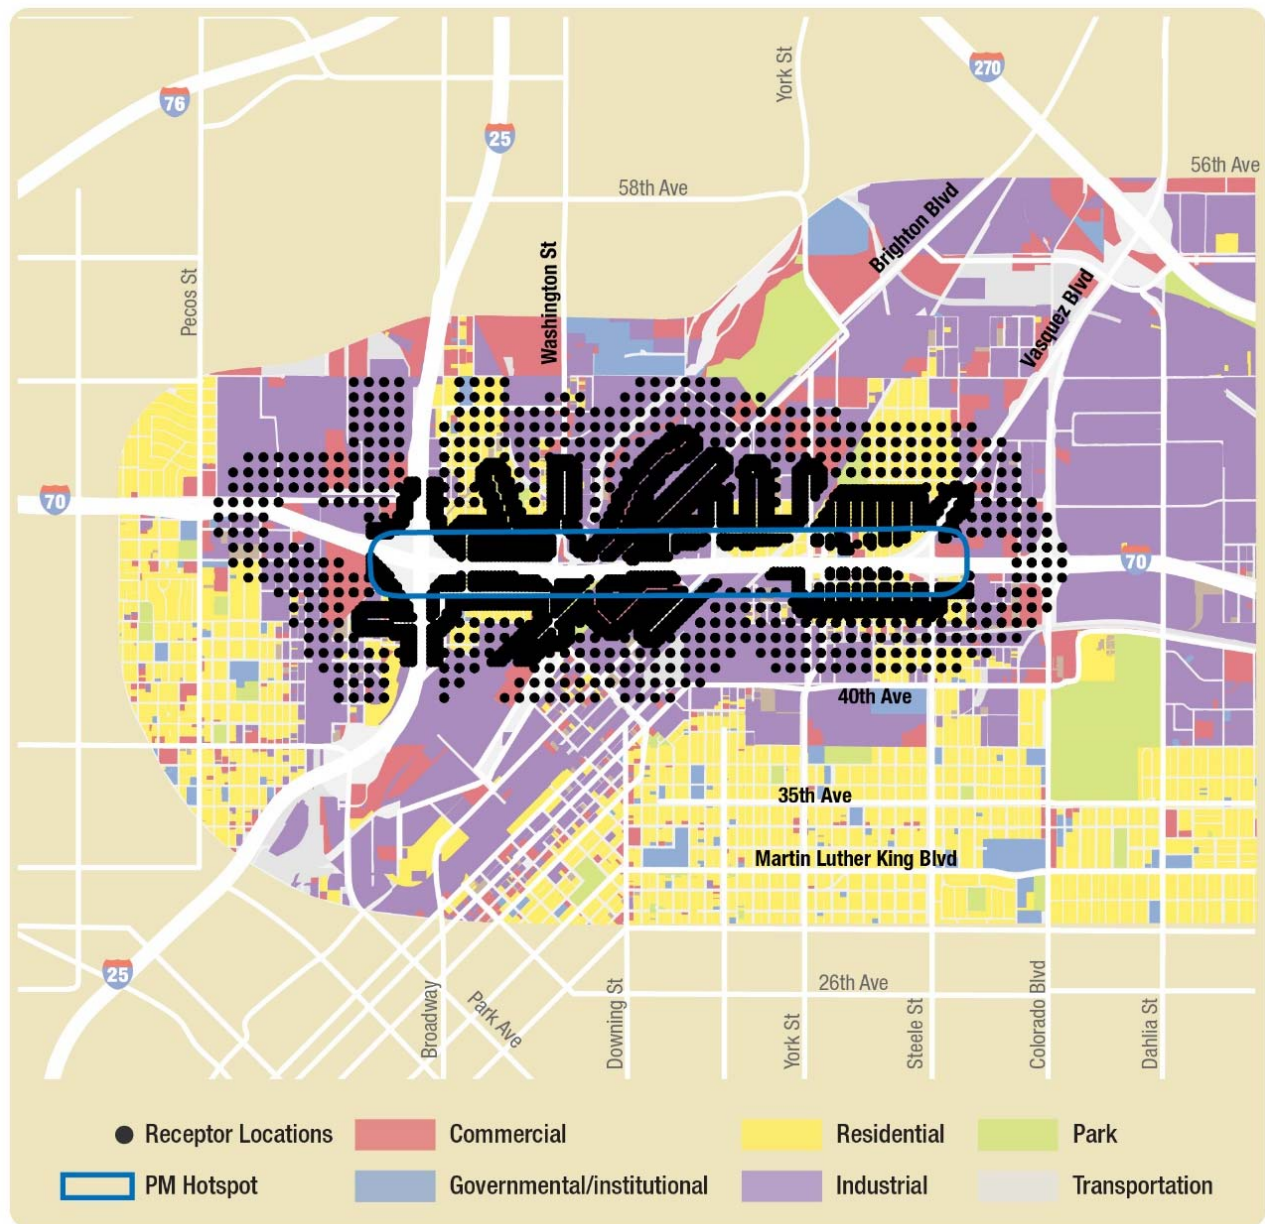 York St
270
76
25
56th Ave
58th Ave
Brighton Blvd
Pecos St
Washington St
Vasquez Blvd
70
70
40th Ave
35th Ave
Martin Luther King Blvd
25
26th Ave
Broadway
Park Ave
Downing St
York St
Steele St
Colorado Blvd
Dahlia St
Receptor Locations
Commercial
Residential
Park
PM Hotspot
Governmental/institutional
Industrial
Transportation